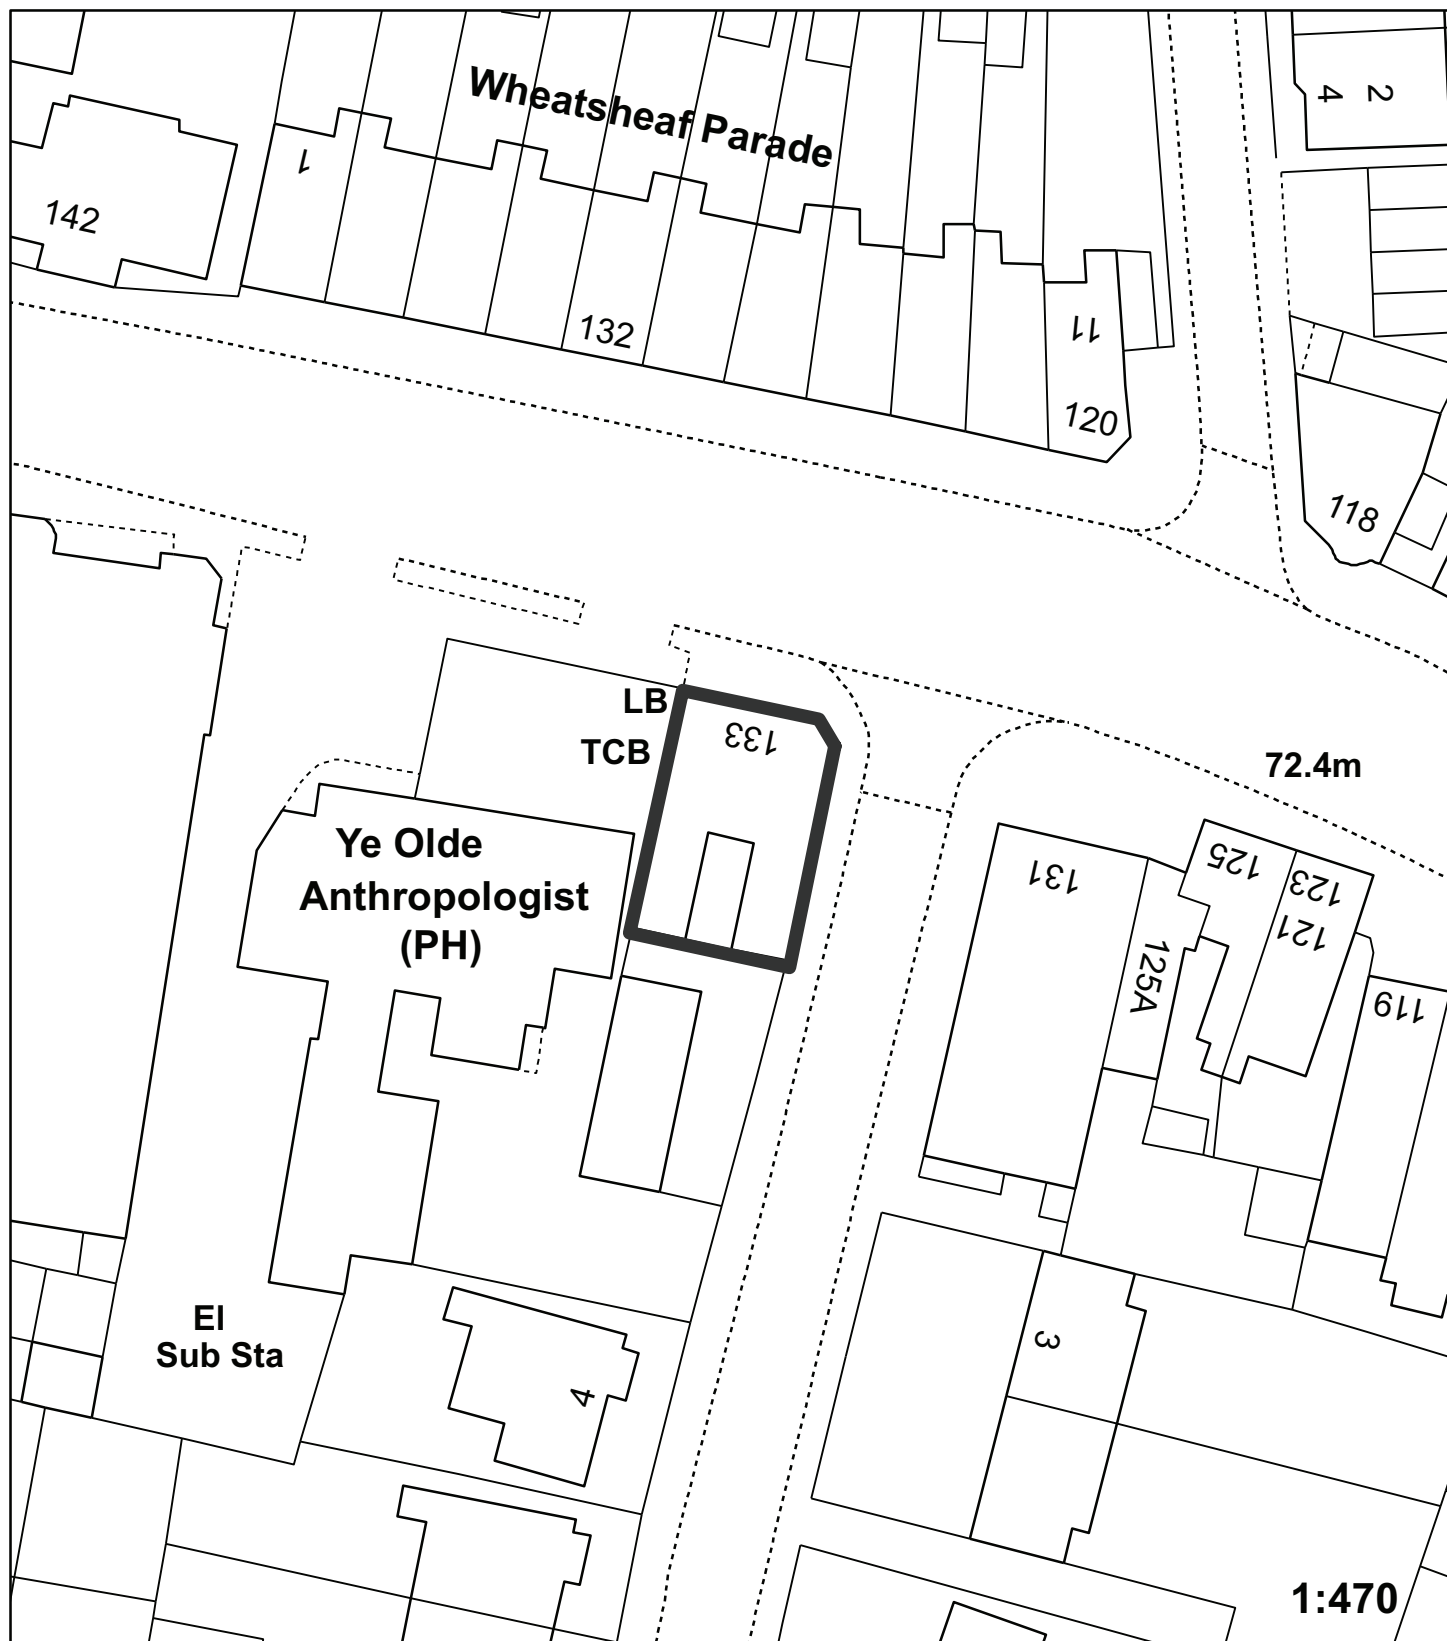 Wheatsheaf Parade
4 2
1
142
132
11
120
118
LB
133
TCB
72.4m
Ye Olde
Anthropologist
(PH)
131
125
123
121
125A
119
El
Sub Sta
3
4
1:470